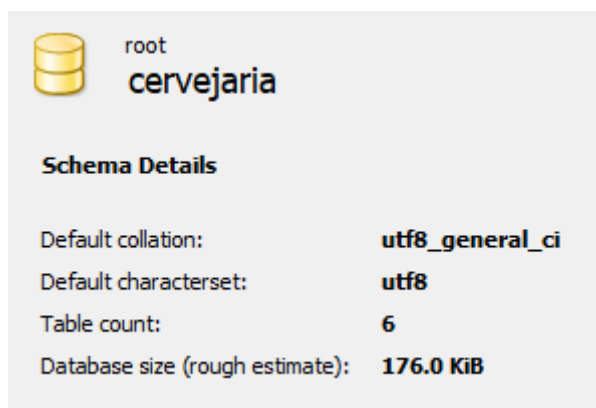 root
cervejaria
Schema Details
Default collation: utf8_general_ci
Default characterset: utf8
Table count: 6
Database size (rough estimate): 176.0 KiB